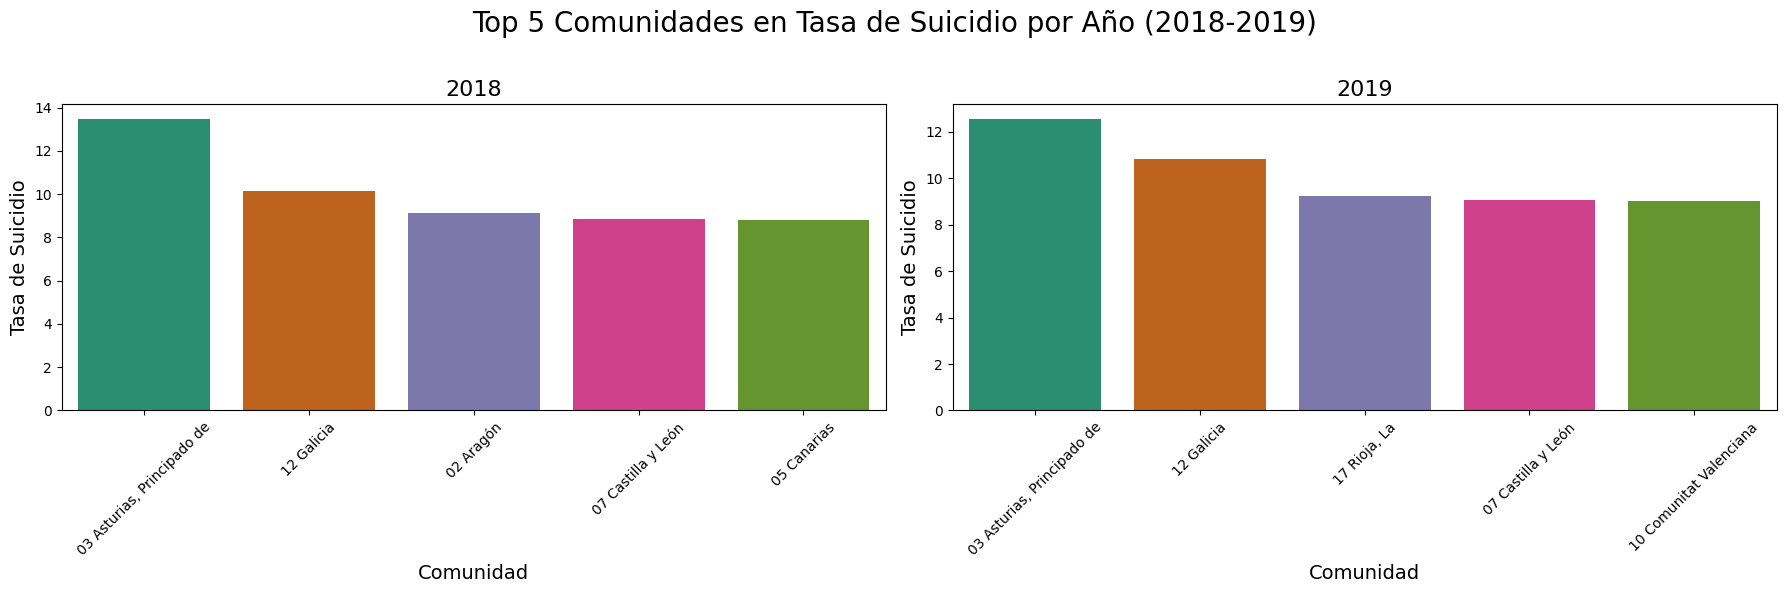 Top 5 Comunidades en Tasa de Suicidio por Año (2018-2019)
2018
Tasa de Suicidio
14
12
10
8
6
4
2
0
03 Asturias, Principado de
12 Galicia
02 Aragón
07 Castilla y León
05 Canarias
Comunidad
2019
Tasa de Suicidio
12
10
8
6
4
2
0
03 Asturias, Principado de
12 Galicia
17 Rioja, La
07 Castilla y León
10 Comunitat Valenciana
Comunidad